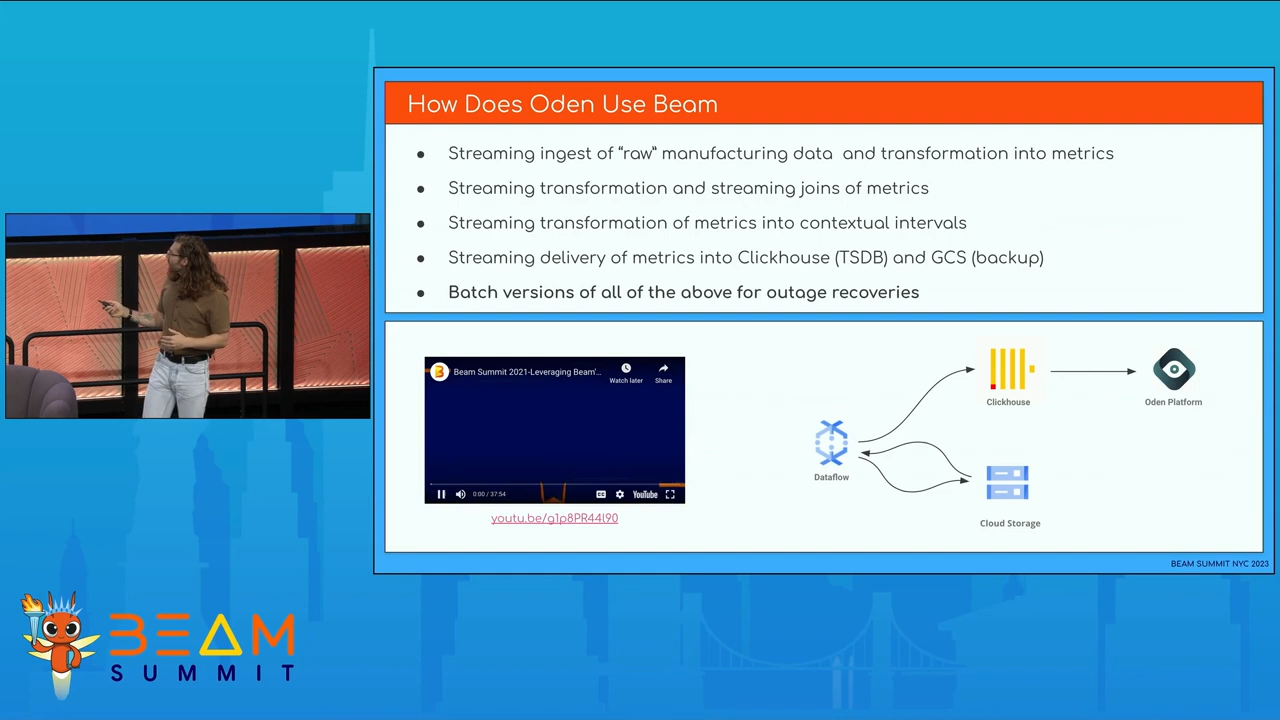 How Does Oden Use Beam
● Streaming ingest of “raw” manufacturing data and transformation into metrics
● Streaming transformation and streaming joins of metrics
● Streaming transformation of metrics into contextual intervals
● Streaming delivery of metrics into Clickhouse (TSDB) and GCS (backup)
● Batch versions of all of the above for outage recoveries
Beam Summit 2021-Leveraging Beam'...
Watch later
Share
0:00 / 37:54
CC
YouTube
youtu.be/g1p8PR44l90
Clickhouse
Oden Platform
Dataflow
Cloud Storage
BEAM SUMMIT NYC 2023
BEAM
SUMMIT